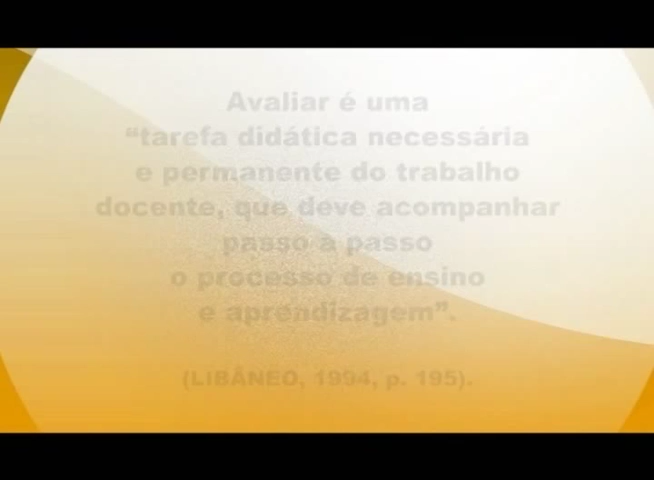 Avaliar é uma
“tarefa didática necessária
e permanente do trabalho
docente, que deve acompanhar
passo a passo
o processo de ensino
e aprendizagem”.
(LIBÂNEO, 1994, p. 195).